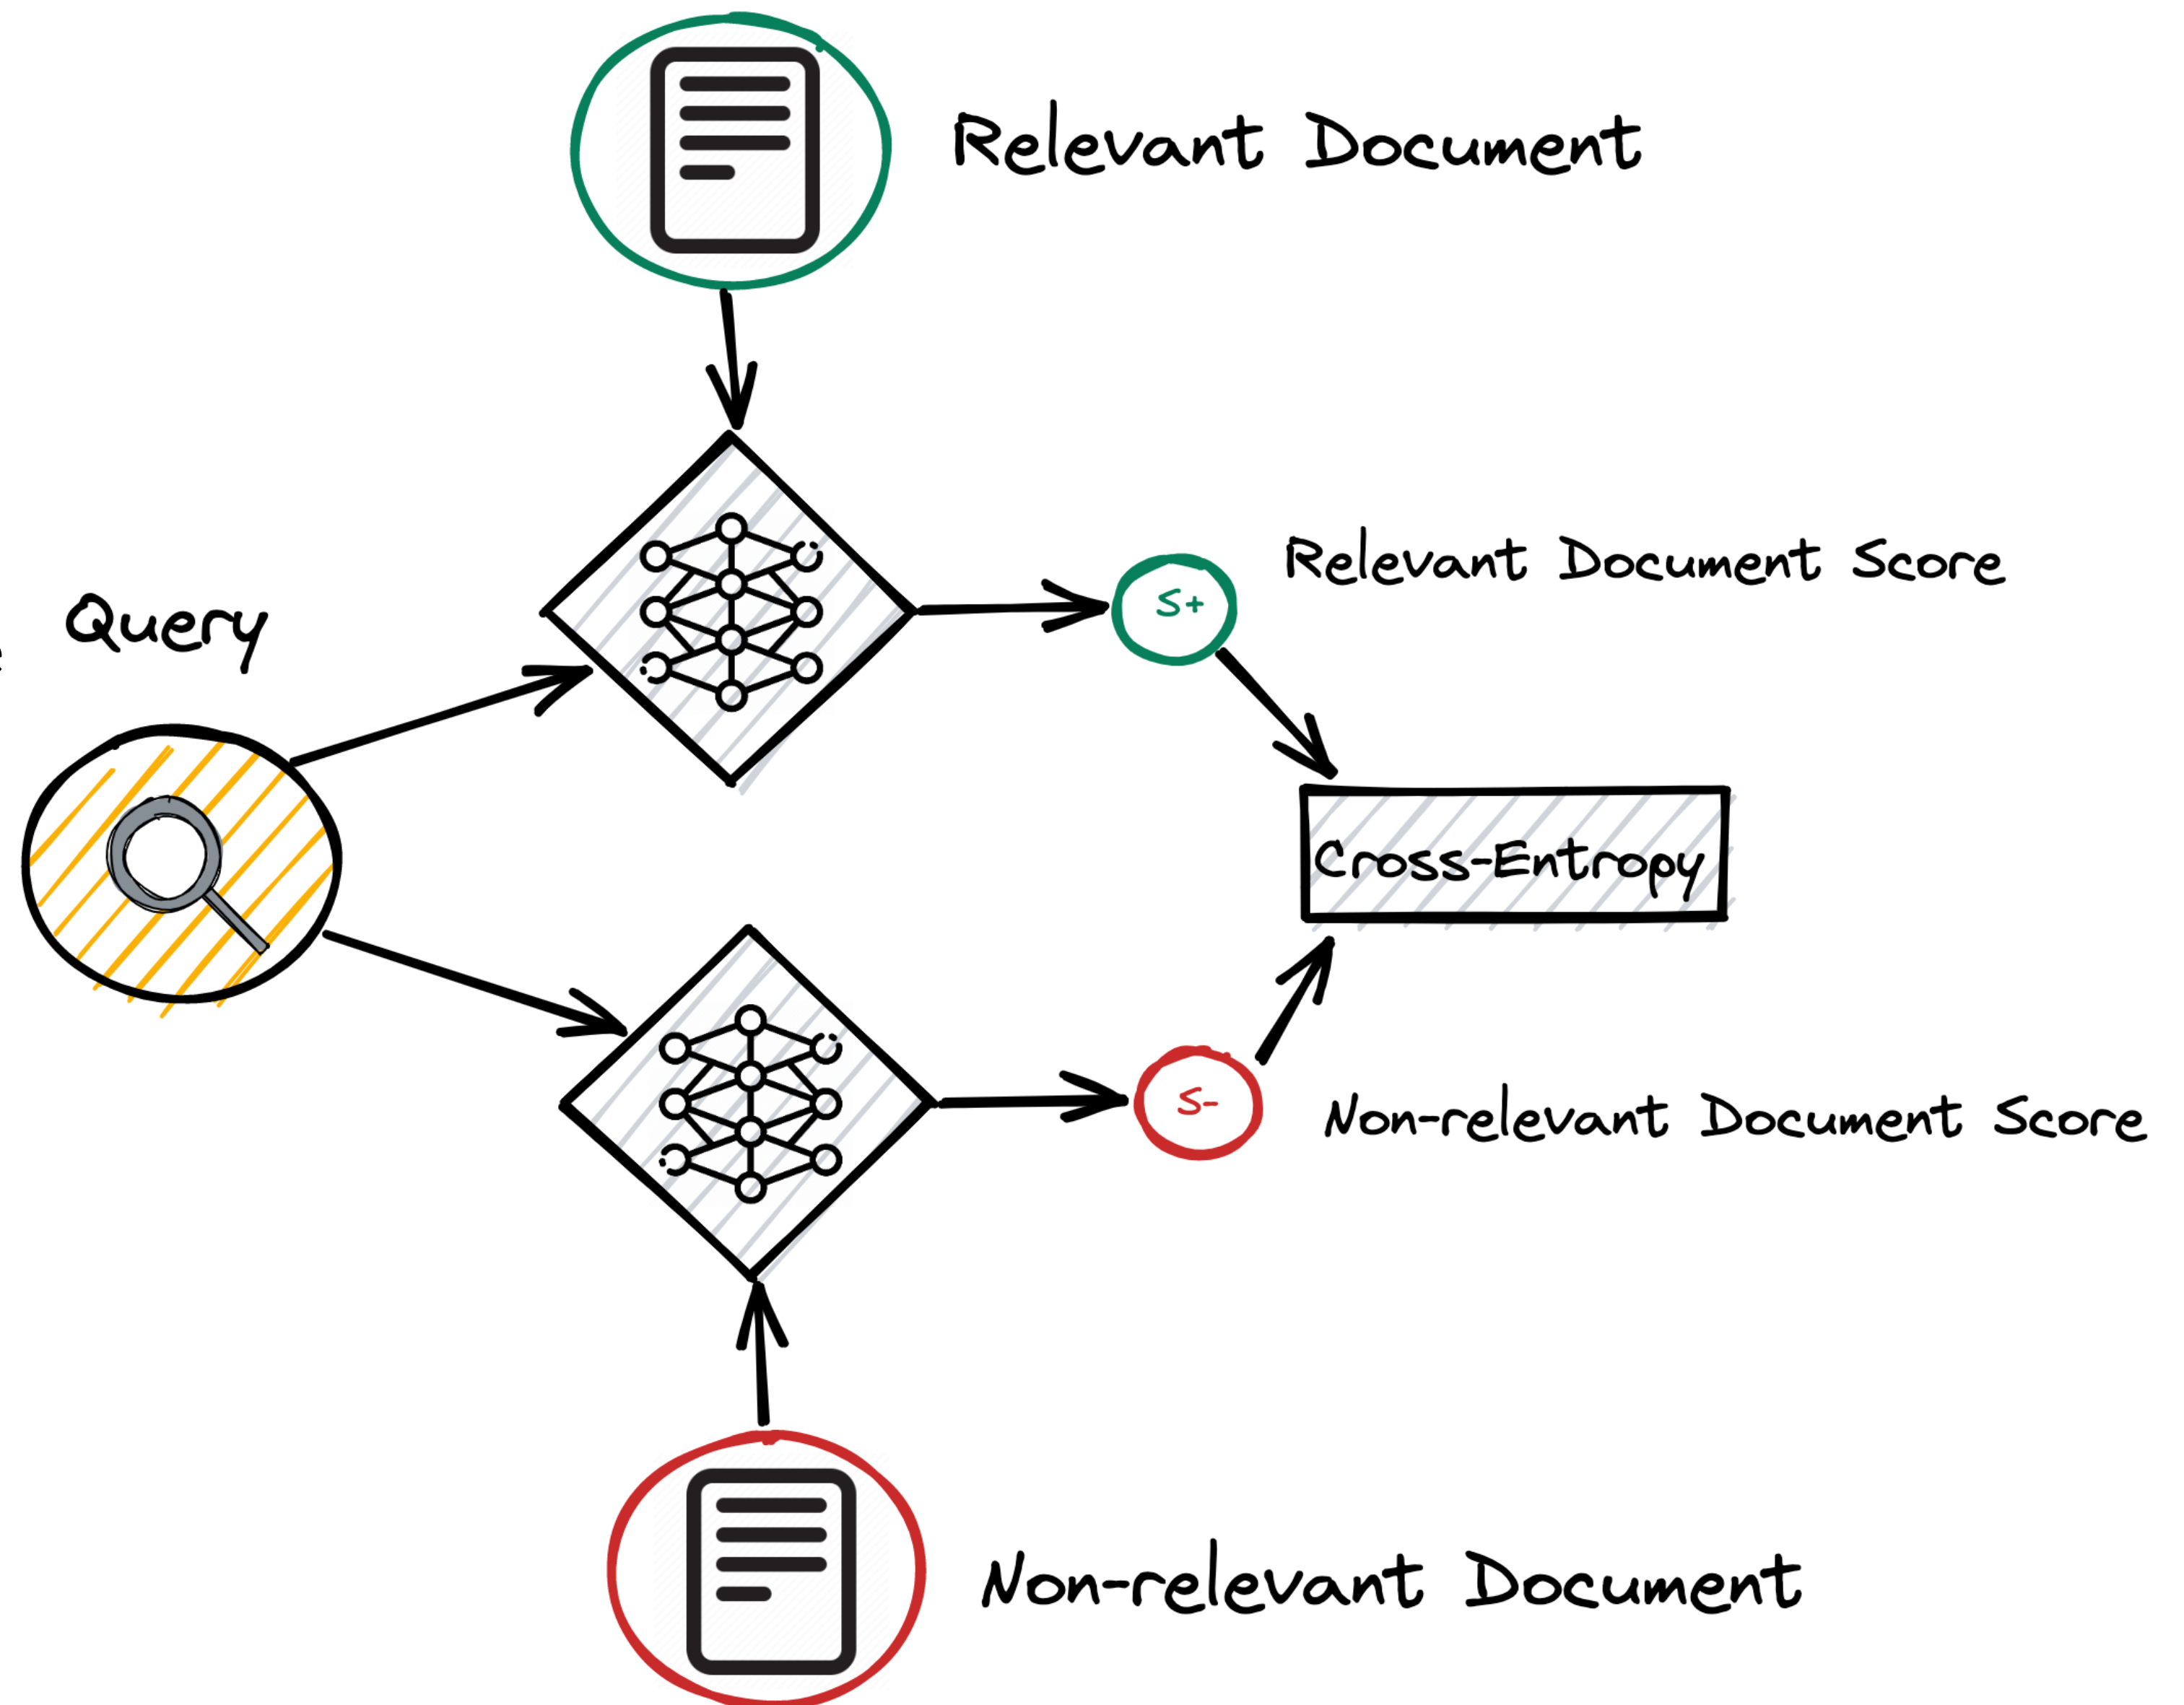 Relevant Document
Relevant Document Score
S+
Query
Cross-Entropy
S-
Non-relevant Document Score
Non-relevant Document